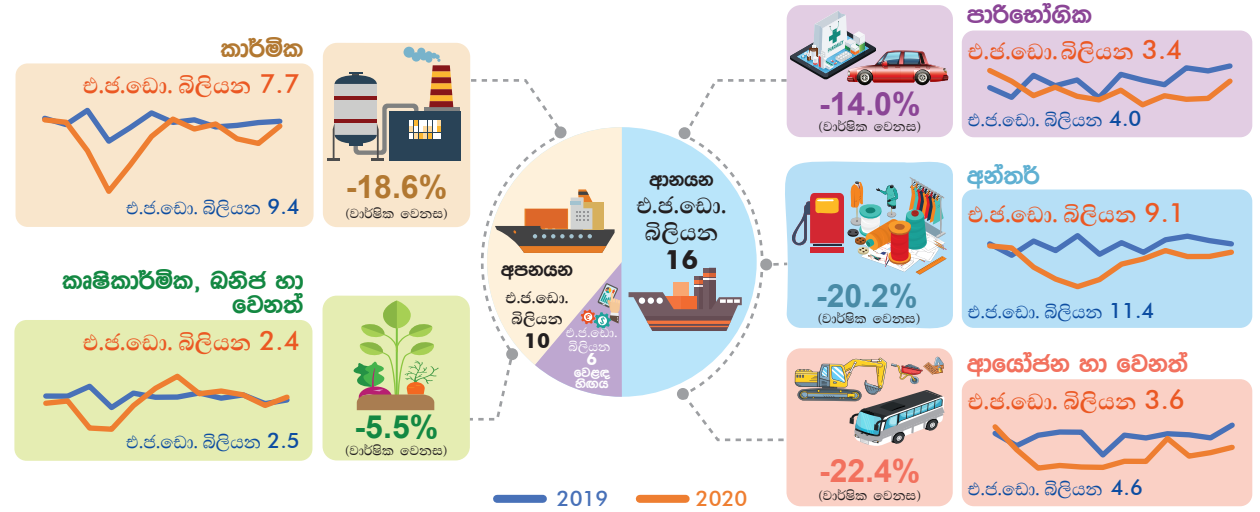 කාර්මික
එ.ජ.ඩො. බිලියන 7.7
එ.ජ.ඩො. බිලියන 9.4
-18.6%
(වාර්ෂික වෙනස)
කෘෂිකාර්මික, ඛනිජ හා
වෙනත්
එ.ජ.ඩො. බිලියන 2.4
එ.ජ.ඩො. බිලියන 2.5
-5.5%
(වාර්ෂික වෙනස)
අපනයන
එ.ජ.ඩො.
බිලියන
10
ආනයන
එ.ජ.ඩො.
බිලියන
16
එ.ජ.ඩො.
බිලියන
6
වෙළඳ
හිඟය
-14.0%
(වාර්ෂික වෙනස)
පාරිභෝගික
එ.ජ.ඩො. බිලියන 3.4
එ.ජ.ඩො. බිලියන 4.0
-20.2%
(වාර්ෂික වෙනස)
අන්තර්
එ.ජ.ඩො. බිලියන 9.1
එ.ජ.ඩො. බිලියන 11.4
-22.4%
(වාර්ෂික වෙනස)
ආයෝජන හා වෙනත්
එ.ජ.ඩො. බිලියන 3.6
එ.ජ.ඩො. බිලියන 4.6
2019 2020